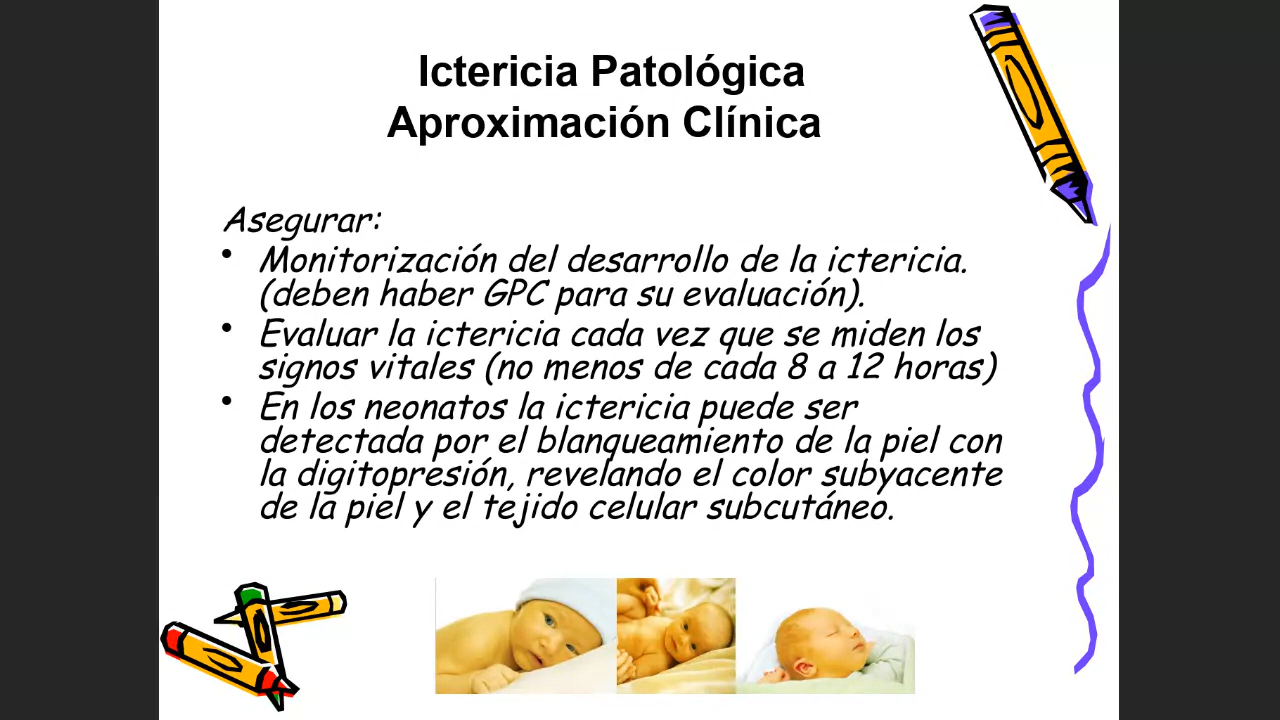 Ictericia Patológica
Aproximación Clínica
Asegurar:
• Monitorización del desarrollo de la ictericia.
(deben haber GPC para su evaluación).
• Evaluar la ictericia cada vez que se miden los
signos vitales (no menos de cada 8 a 12 horas)
• En los neonatos la ictericia puede ser
detectada por el blanqueamiento de la piel con
la digitopresión, revelando el color subyacente
de la piel y el tejido celular subcutáneo.